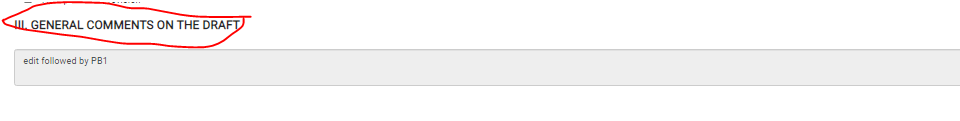 III. GENERAL COMMENTS ON THE DRAFT
edit followed by PB1